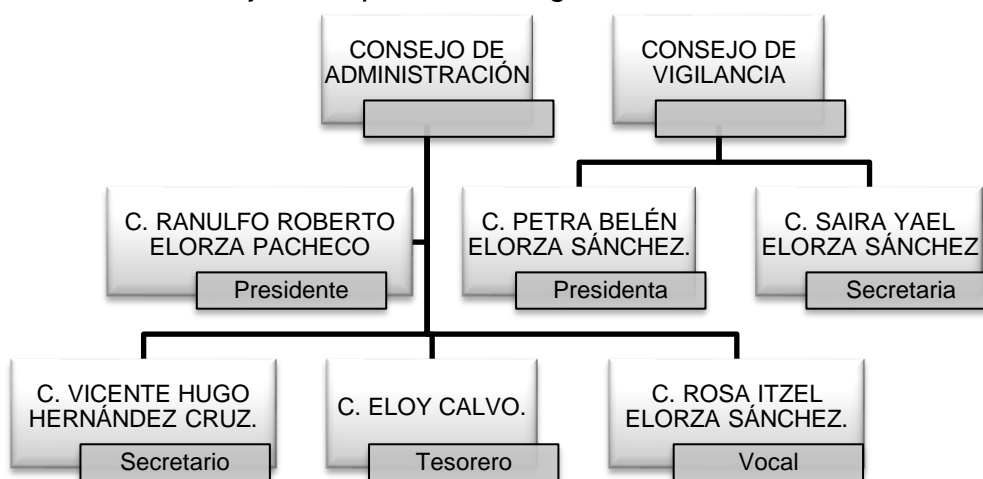 CONSEJO DE
ADMINISTRACIÓN
CONSEJO DE
VIGILANCIA
C. RANULFO ROBERTO
ELORZA PACHECO
Presidente
C. PETRA BELÉN
ELORZA SÁNCHEZ.
Presidenta
C. SAIRA YAEL
ELORZA SÁNCHEZ
Secretaria
C. VICENTE HUGO
HERNÁNDEZ CRUZ.
Secretario
C. ELOY CALVO.
Tesorero
C. ROSA ITZEL
ELORZA SÁNCHEZ.
Vocal